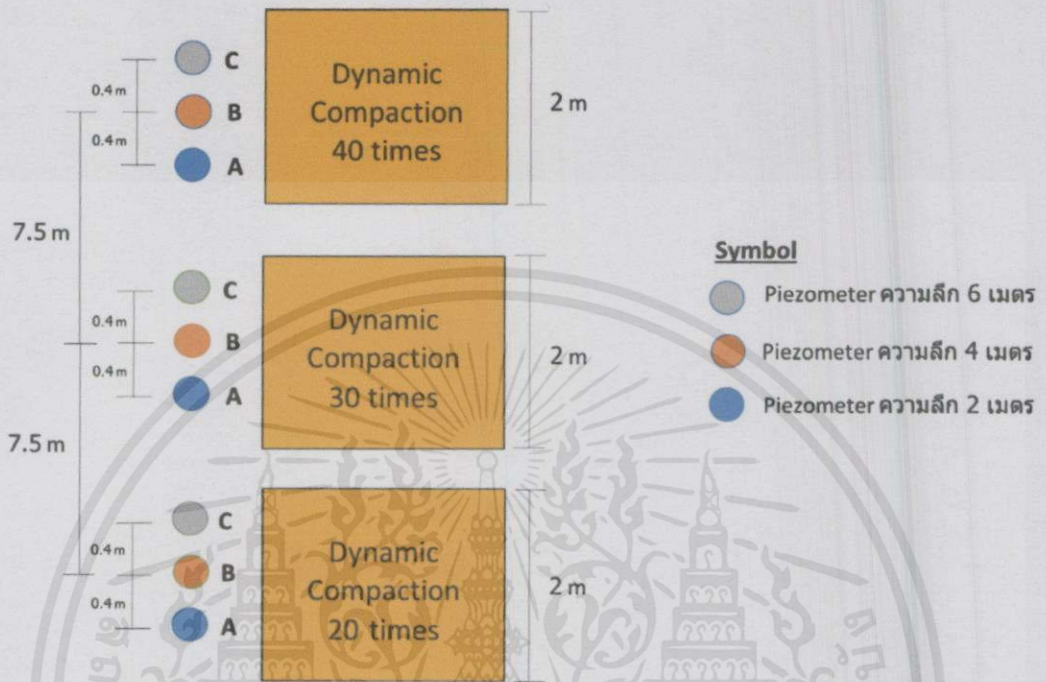 C
0.4 m
B
0.4 m
A
Dynamic
Compaction
40 times
2 m
7.5 m
C
0.4 m
B
0.4 m
A
Dynamic
Compaction
30 times
2 m
7.5 m
C
0.4 m
B
0.4 m
A
Dynamic
Compaction
20 times
2 m
Symbol
Piezometer ความลึก 6 เมตร
Piezometer ความลึก 4 เมตร
Piezometer ความลึก 2 เมตร